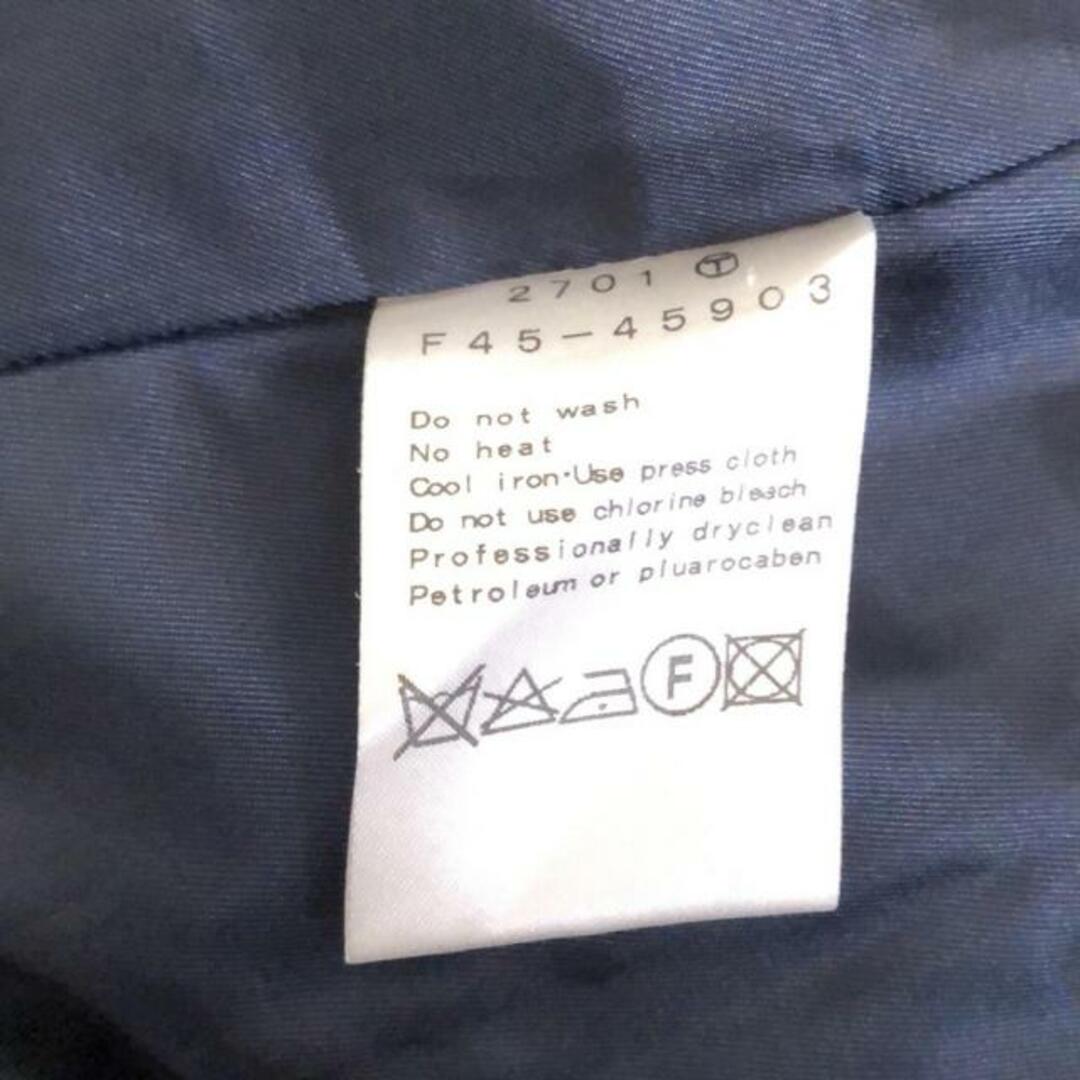 2701 Ⓣ
F45-45903
Do not wash
No heat
Cool iron·Use press cloth
Do not use chlorine bleach
Professionally dryclean
Petroleum or pluarocaben
F